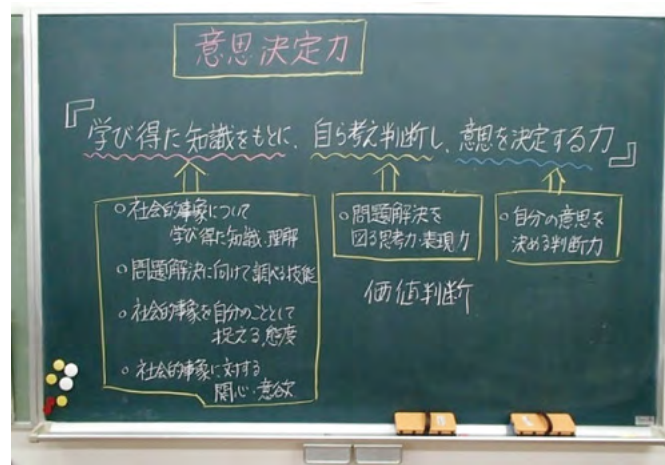 意思決定力
『学び得た知識をもとに、自ら考え判断し、意思を決定する力』
○社会的事象について
学び得た知識・理解
○問題解決に向けて調べる技能
○社会的事象を自分のこととして
捉える態度
○社会的事象に対する
関心・意欲
○問題解決を
図る思考力・表現力
価値判断
○自分の意思を
決める判断力